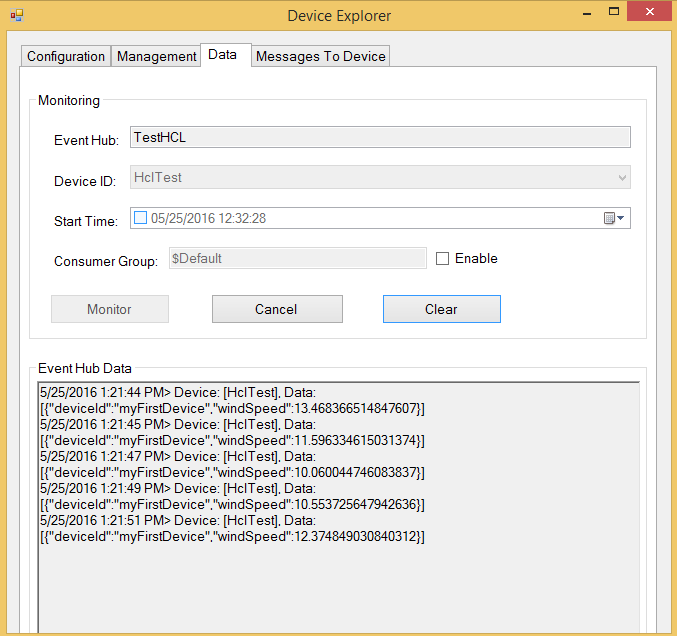 Device Explorer
Configuration Management Data Messages To Device
Monitoring
Event Hub: TestHCL
Device ID: HclTest
Start Time: 05/25/2016 12:32:28
Consumer Group: $Default Enable
Monitor Cancel Clear
Event Hub Data
5/25/2016 1:21:44 PM> Device: [HclTest], Data:
[{"deviceId":"myFirstDevice","windSpeed":13.468366514847607}]
5/25/2016 1:21:45 PM> Device: [HclTest], Data:
[{"deviceId":"myFirstDevice","windSpeed":11.596334615031374}]
5/25/2016 1:21:47 PM> Device: [HclTest], Data:
[{"deviceId":"myFirstDevice","windSpeed":10.060044746083837}]
5/25/2016 1:21:49 PM> Device: [HclTest], Data:
[{"deviceId":"myFirstDevice","windSpeed":10.553725647942636}]
5/25/2016 1:21:51 PM> Device: [HclTest], Data:
[{"deviceId":"myFirstDevice","windSpeed":12.374849030840312}]